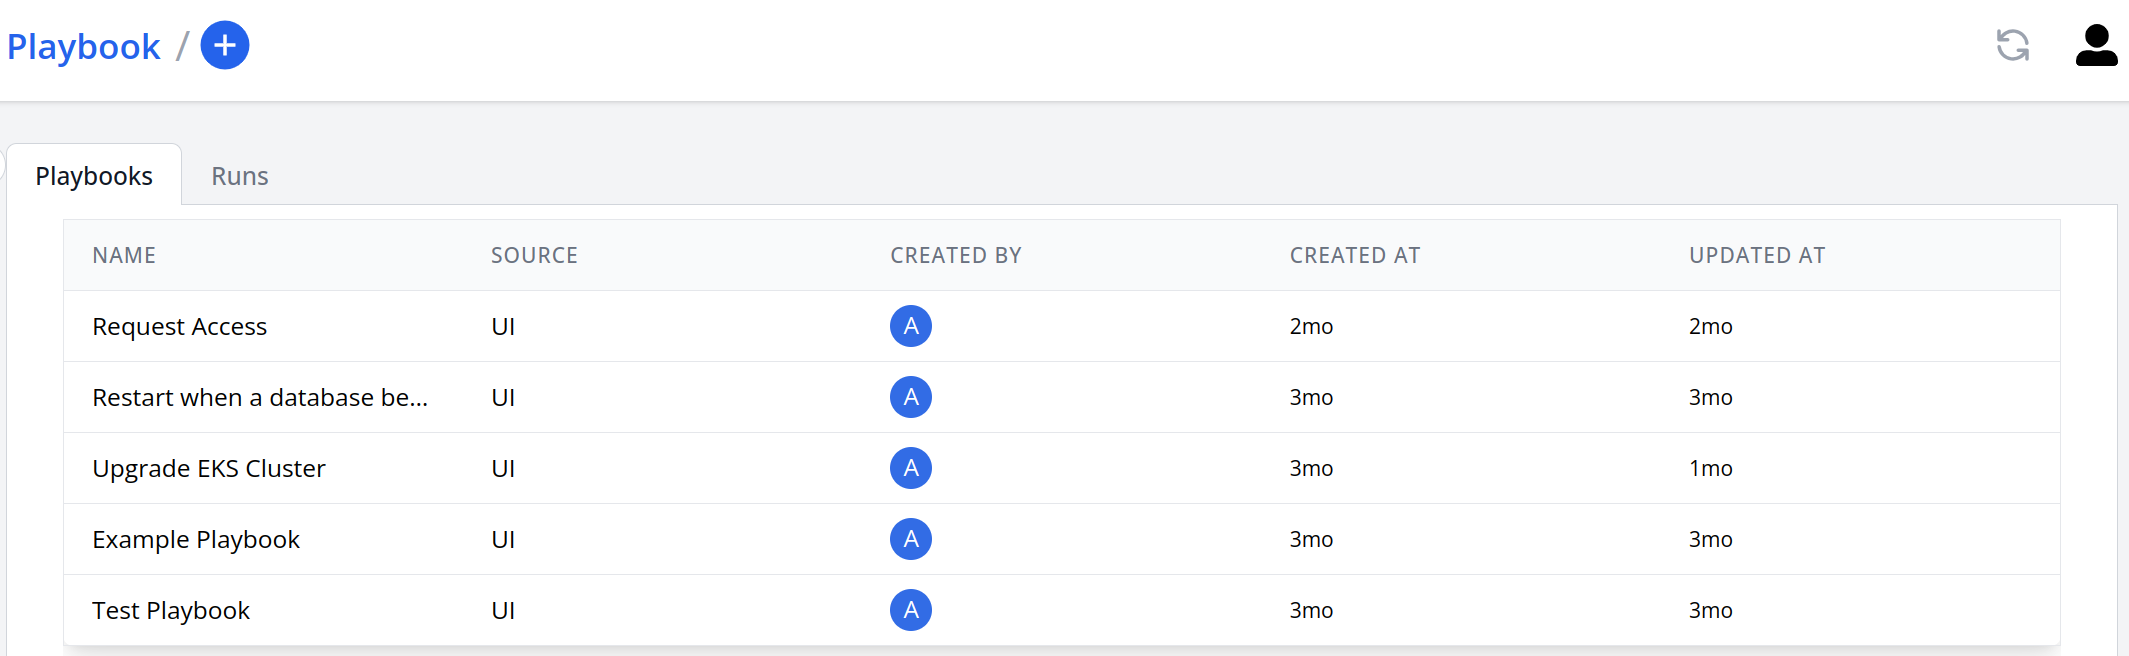 Playbook / +
Playbooks Runs
NAME SOURCE CREATED BY CREATED AT UPDATED AT
Request Access UI A 2mo 2mo
Restart when a database be... UI A 3mo 3mo
Upgrade EKS Cluster UI A 3mo 1mo
Example Playbook UI A 3mo 3mo
Test Playbook UI A 3mo 3mo